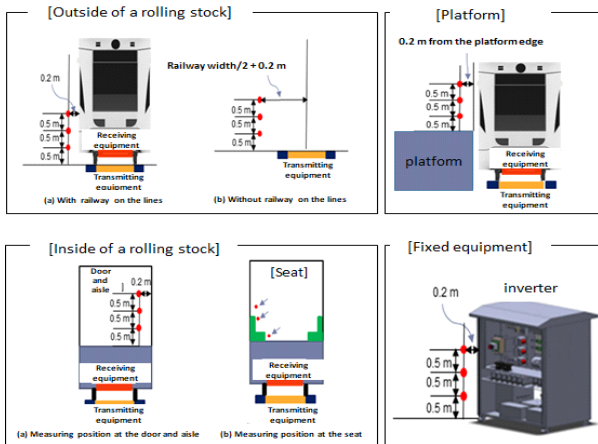 [Outside of a rolling stock]
0.2 m
0.5 m
0.5 m
0.5 m
Receiving
equipment
Transmitting
equioment
(a) With railway on the lines
Railway width/2 + 0.2 m
0.5 m
0.5 m
0.5 m
Transmitting
equipment
(b) Without railway on the lines
[Platform]
0.2 m from the platform edge
0.5 m
0.5 m
0.5 m
platform
Receiving
equipment
Transmitting
equipment
[Inside of a rolling stock]
Door
and
aisle
0.2 m
0.5 m
0.5 m
0.5 m
Receiving equipment
Transmitting
equipment
(a) Measuring position at the door and aisle
[Seat]
Receiving
equipment
Transmitting
equipment
(b) Measuring position at the seat
[Fixed equipment]
inverter
0.2 m
0.5 m
0.5 m
0.5 m